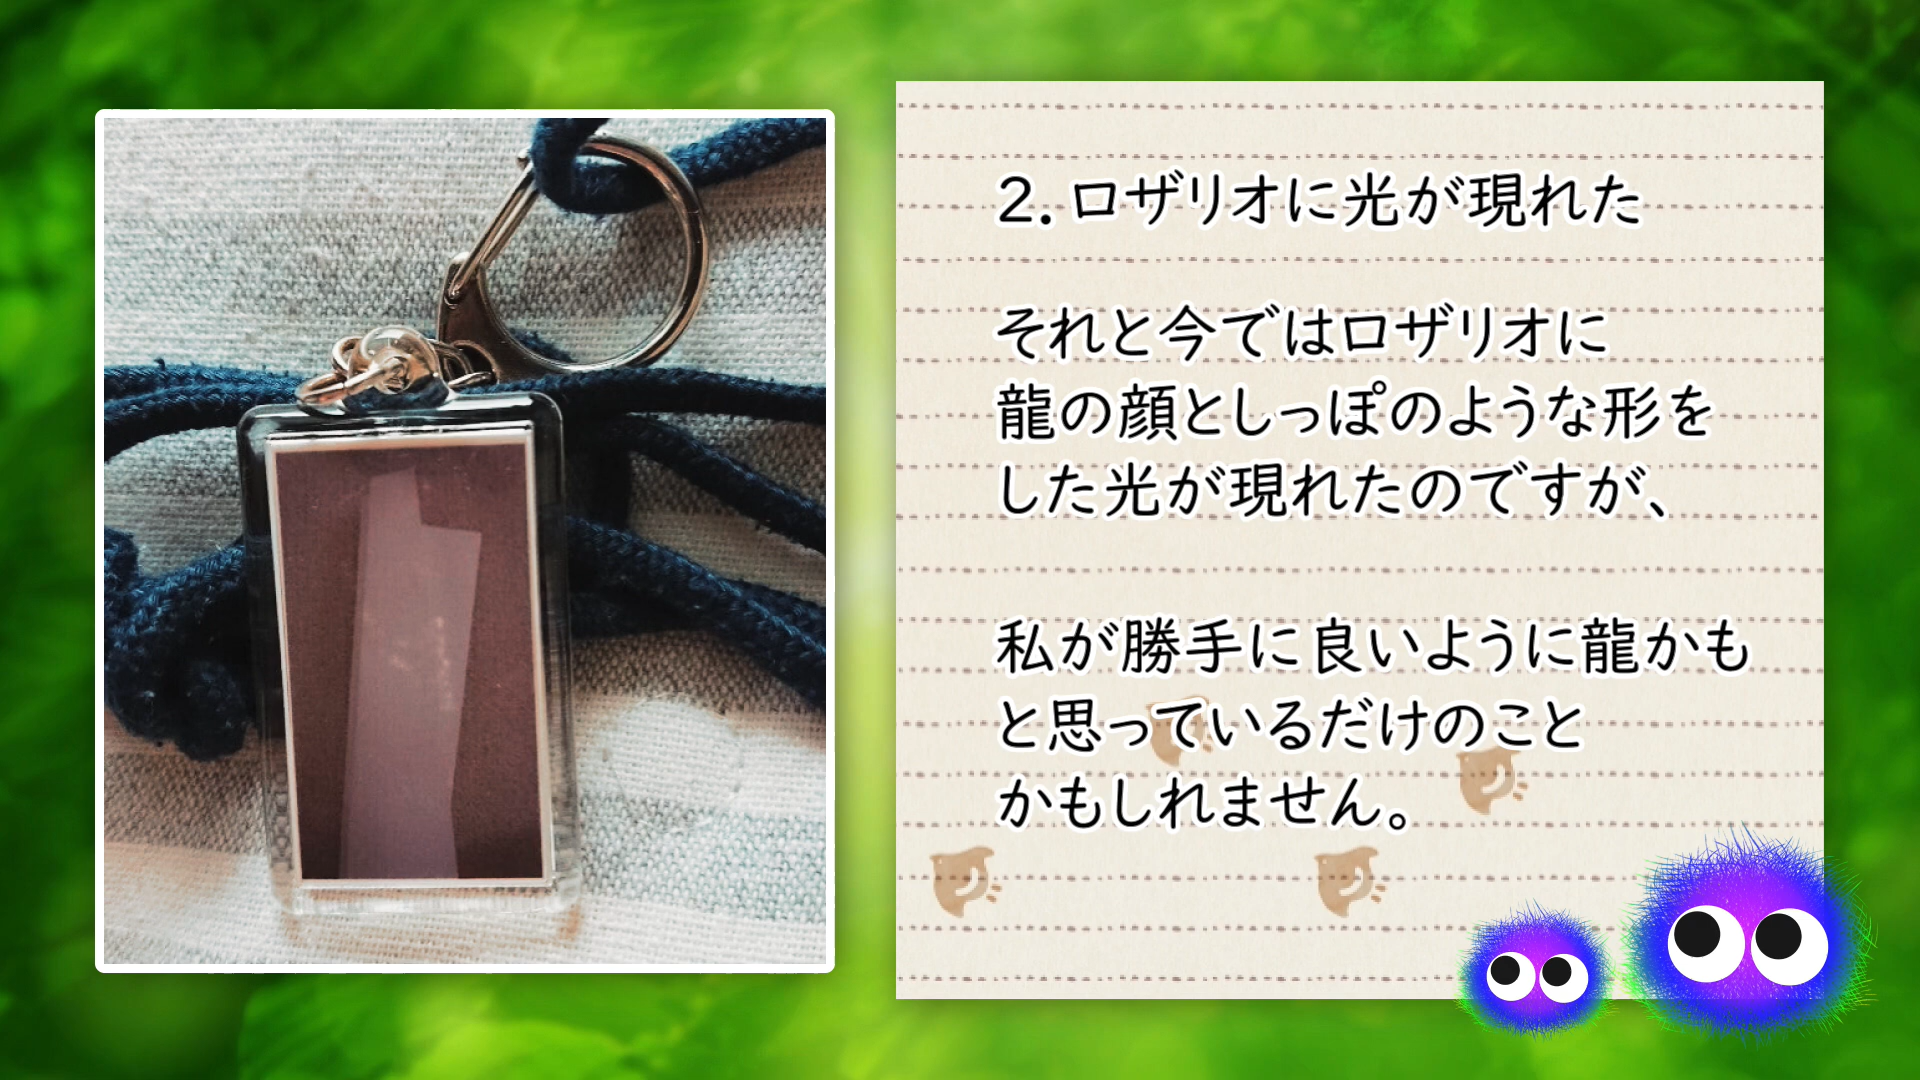 ２．ロザリオに光が現れた
それと今ではロザリオに
龍の顔としっぽのような形を
した光が現れたのですが、
私が勝手に良いように龍かも
と思っているだけのこと
かもしれません。